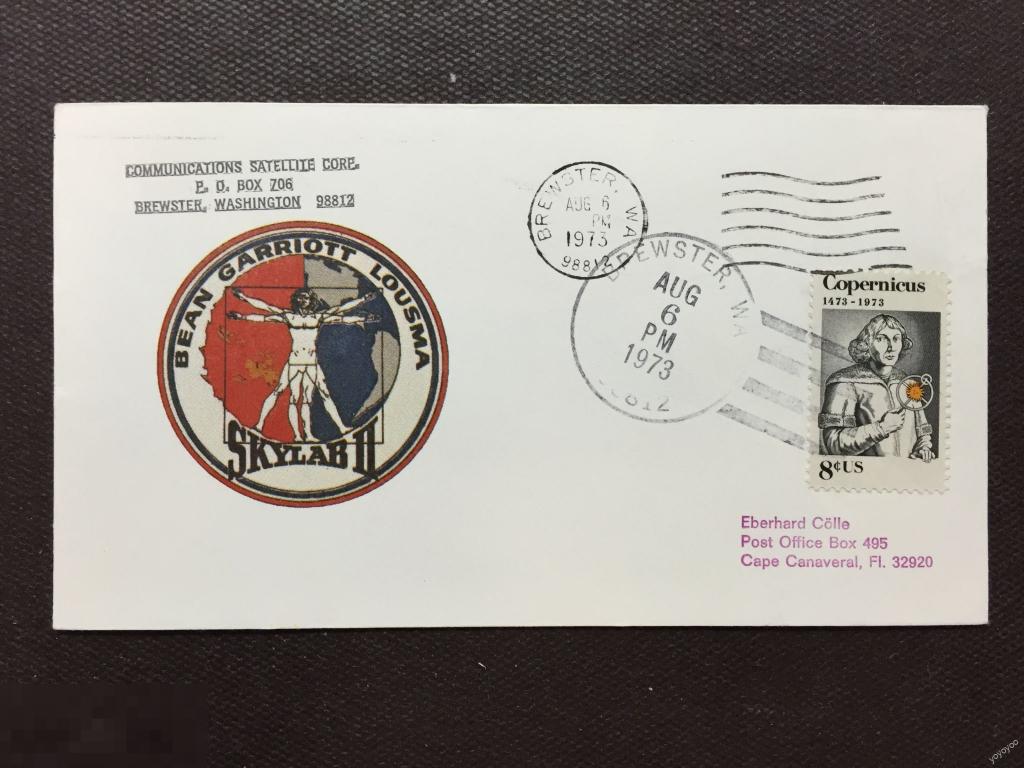 COMMUNICATIONS SATELLITE CORP.
P. O. BOX 706
BREWSTER, WASHINGTON 98812
BEAN GARRIOTT LOUSMA
SKYLAB II
BREWSTER, WA
AUG 6
PM
1973
98812
BREWSTER, WA
AUG
6
PM
1973
8812
Copernicus
1473-1973
8¢US
Eberhard Cölle
Post Office Box 495
Cape Canaveral, Fl. 32920
yoyoyoo